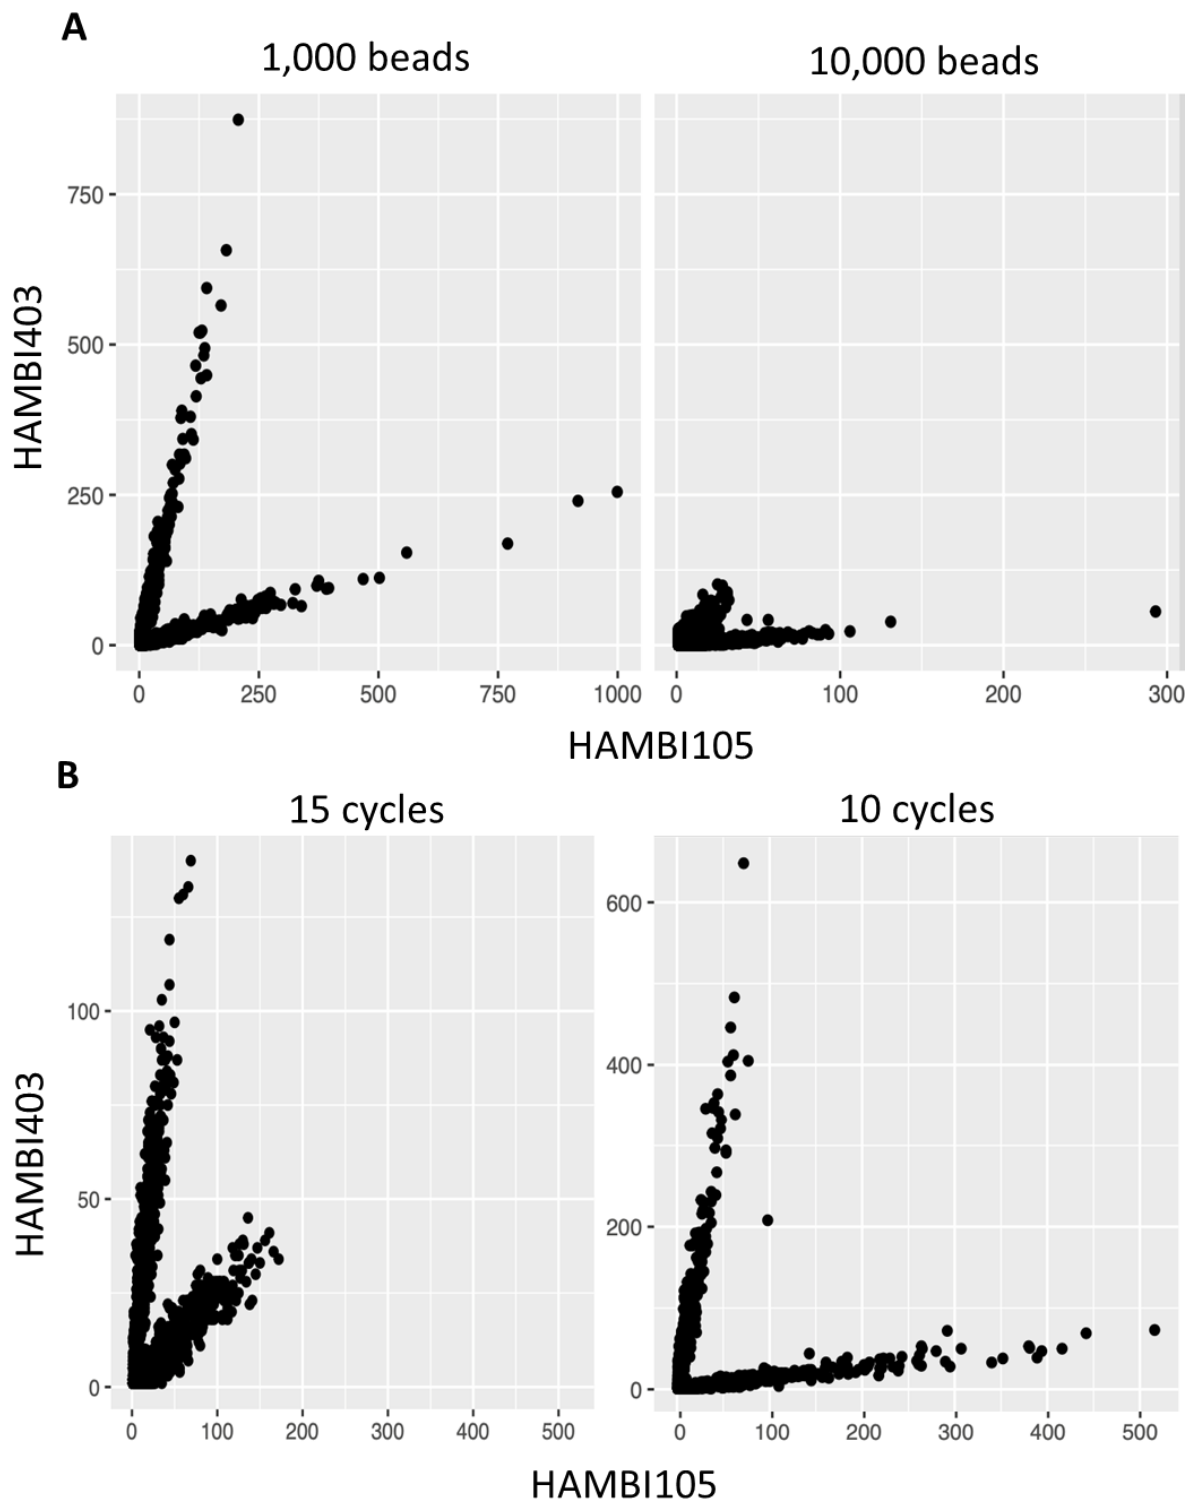 A
1,000 beads
10,000 beads
HAMBI403
750
500
250
0
0 250 500 750 1000
0 100 200 300
HAMBI105
B
15 cycles
10 cycles
HAMBI403
100
50
0
600
400
200
0
0 100 200 300 400 500
0 100 200 300 400 500
HAMBI105